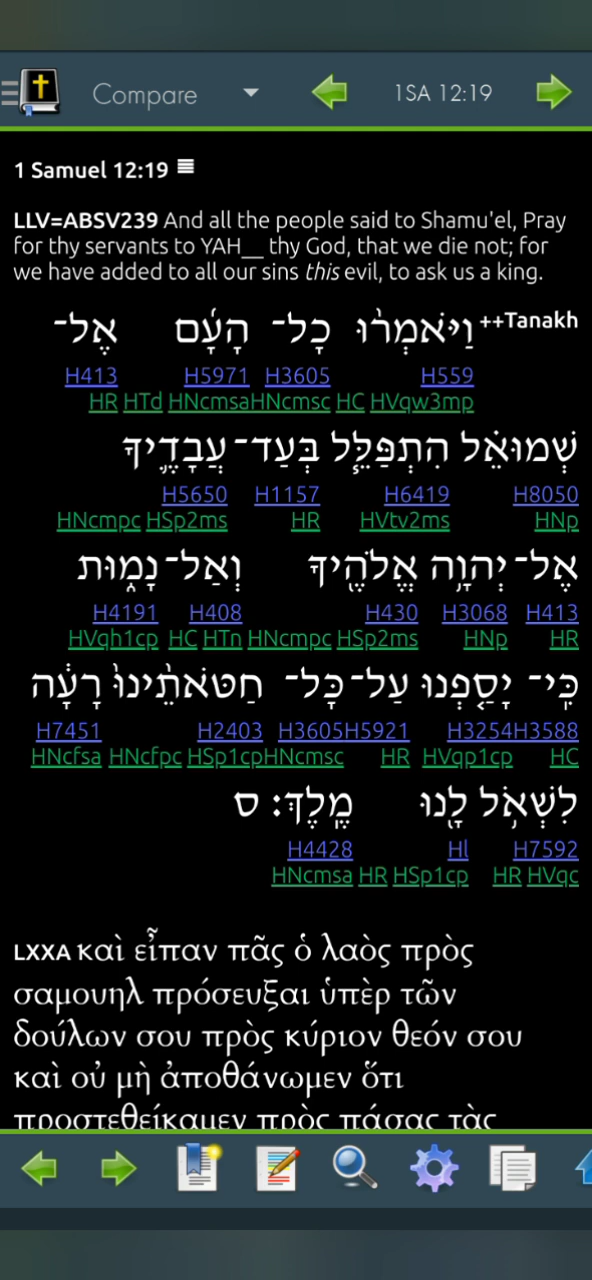 Compare 1SA 12:19
1 Samuel 12:19
LLV=ABSV239 And all the people said to Shamu'el, Pray
for thy servants to YAH__ thy God, that we die not; for
we have added to all our sins this evil, to ask us a king.
++Tanakh וַיֹּאמְר֨וּ כָל־ הָעָ֜ם אֶל־
H413 H5971 H3605 H559
HR HTd HNcmsaHNcmsc HC HVqw3mp
שְׁמוּאֵ֗ל הִתְפַּלֵּ֧ל בְּעַד־ עֲבָדֶ֛יךָ
H5650 H1157 H6419 H8050
HNcmpc HSp2ms HR HVtv2ms HNp
אֶל־ יְהוָ֥ה אֱלֹהֶ֖יךָ וְאַל־ נָמ֑וּת
H4191 H408 H430 H3068 H413
HVqh1cp HC HTn HNcmpc HSp2ms HNp HR
כִּֽי־ יָסַ֤פְנוּ עַל־ כָּל־ חַטֹּאתֵ֙ינוּ֙ רָעָ֔ה
H7451 H2403 H3605H5921 H3254H3588
HNcfsa HNcfpc HSp1cpHNcmsc HR HVqp1cp HC
לִשְׁאֹ֥ל לָ֖נוּ מֶֽלֶךְ׃ ס
H4428 Hl H7592
HNcmsa HR HSp1cp HR HVqc
LXXA καὶ εἶπαν πᾶς ὁ λαὸς πρὸς
σαμουηλ πρόσευξαι ὑπὲρ τῶν
δούλων σου πρὸς κύριον θεόν σου
καὶ οὐ μὴ ἀποθάνωμεν ὅτι
προστεθείκαμεν πρὸς πάσας τὰς